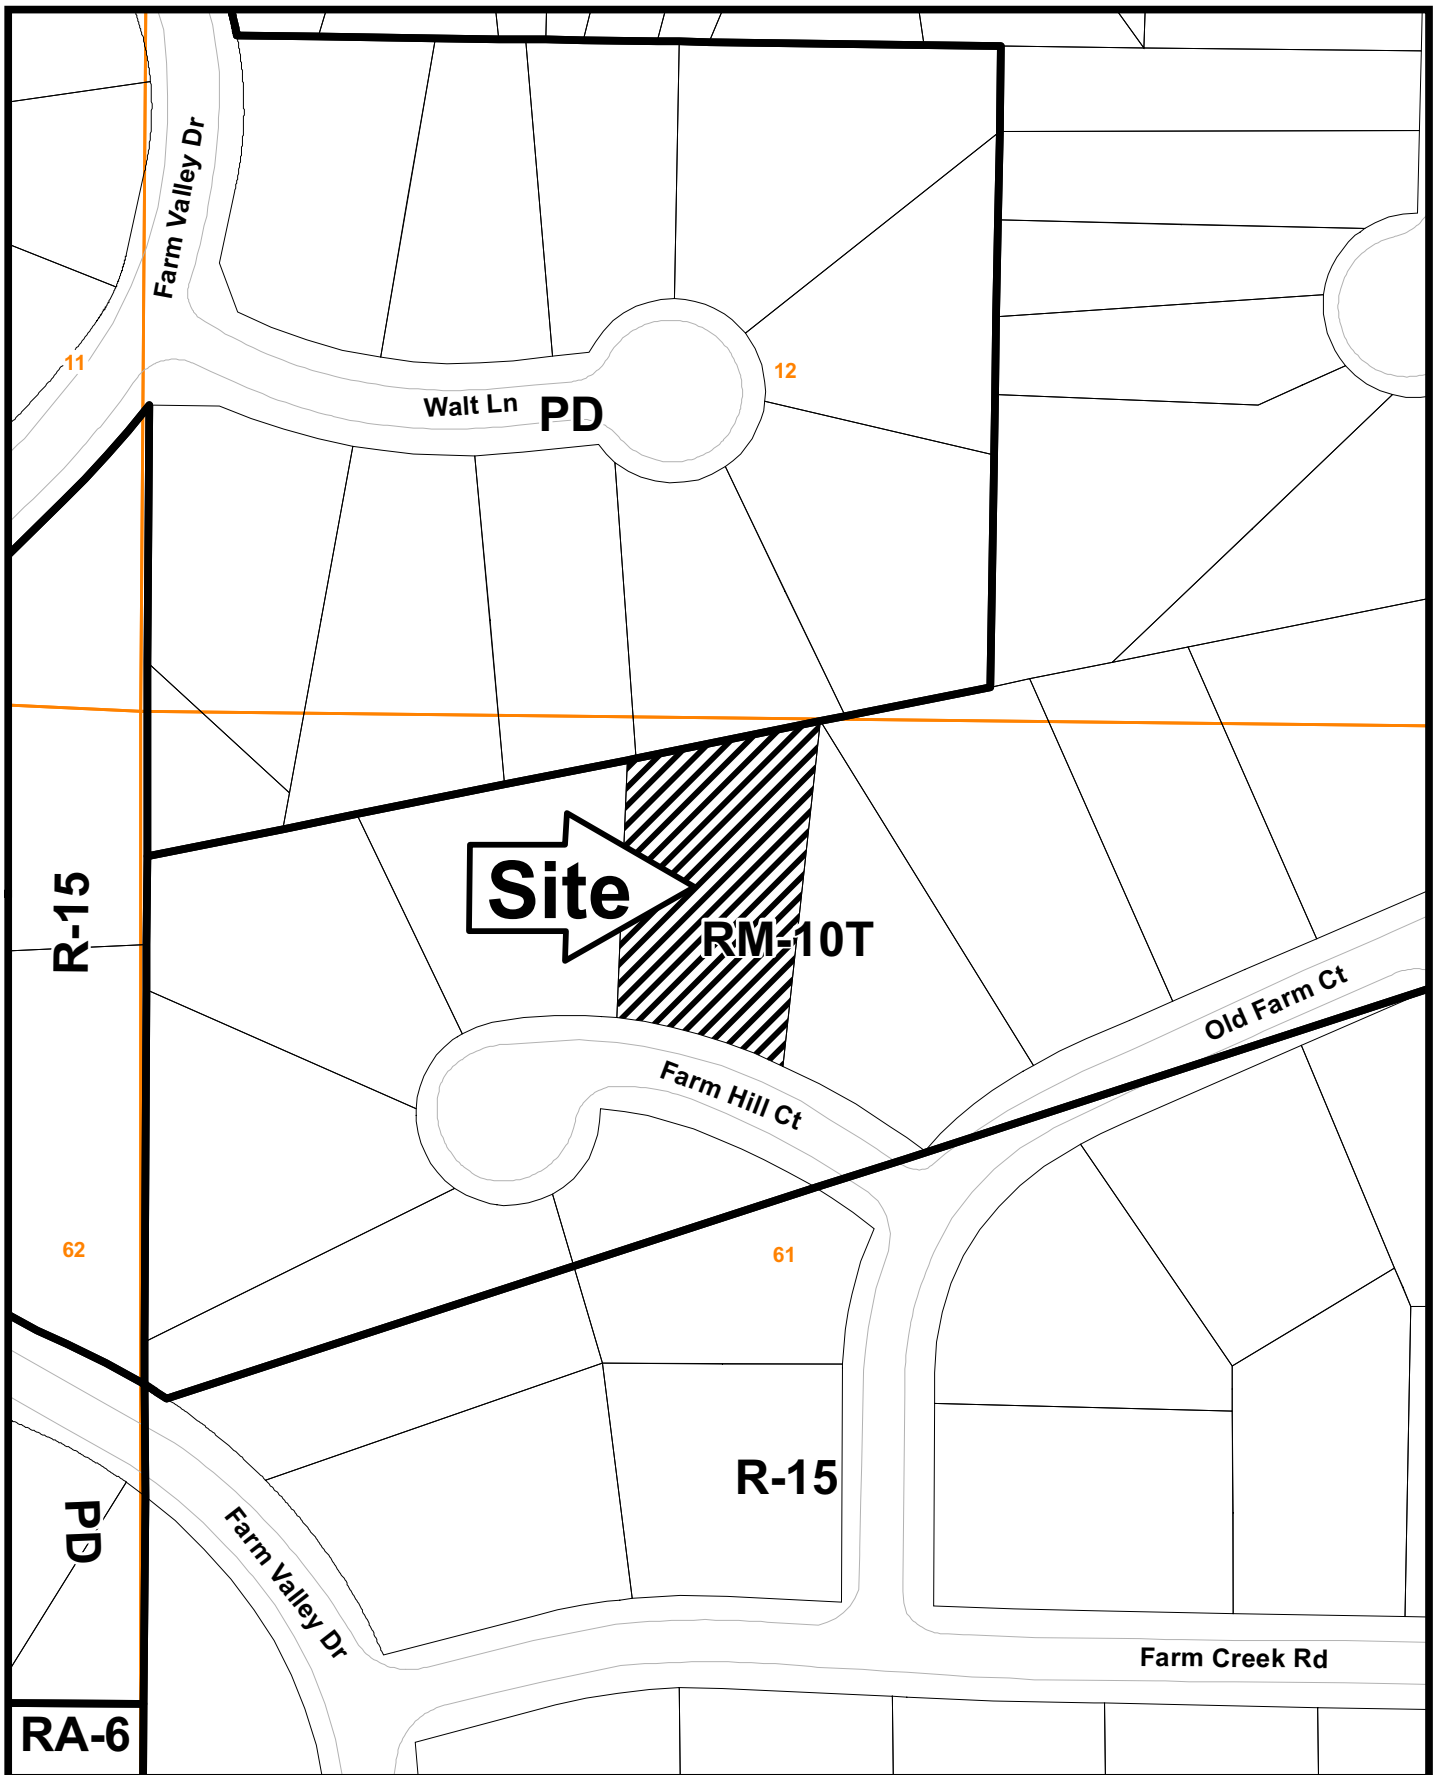 Farm Valley Dr
11
12
Walt Ln
PD
R-15
Site
RM-10T
Old Farm Ct
Farm Hill Ct
62
61
R-15
PD
Farm Valley Dr
Farm Creek Rd
RA-6